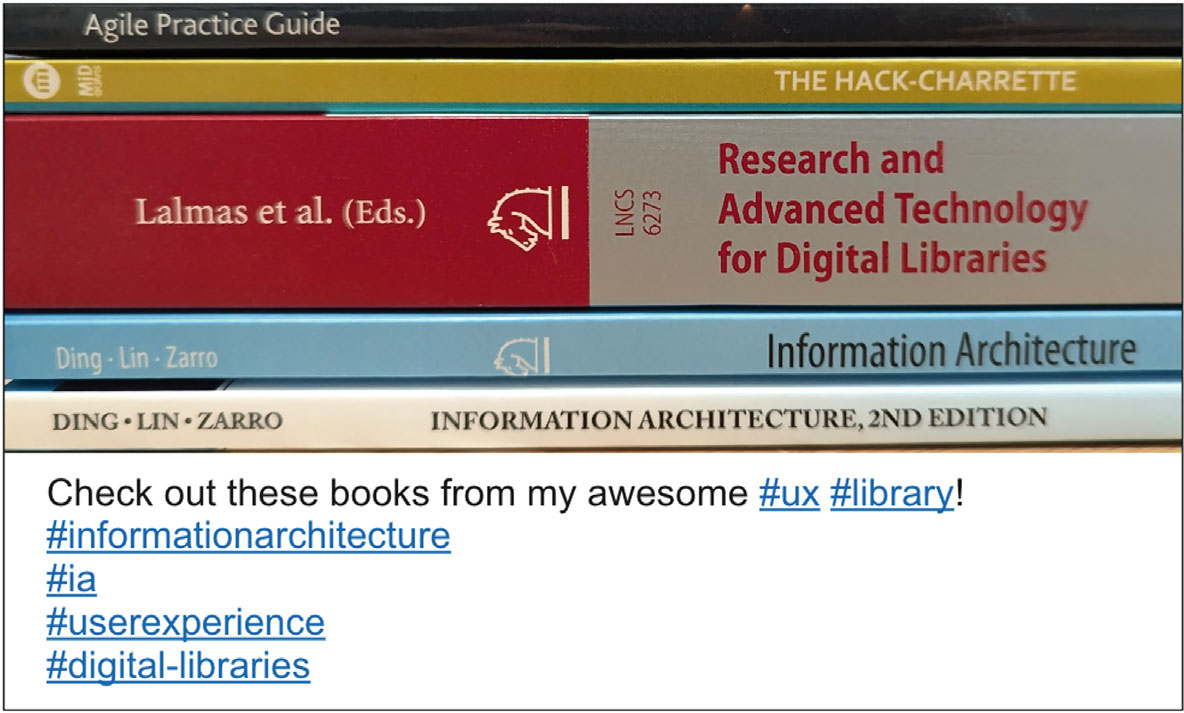 Agile Practice Guide
MiD
THE HACK-CHARRETTE
Lalmas et al. (Eds.)
LNCS
6273
Research and
Advanced Technology
for Digital Libraries
Ding · Lin · Zarro
Information Architecture
DING • LIN • ZARRO
INFORMATION ARCHITECTURE, 2ND EDITION
Check out these books from my awesome #ux #library!
#informationarchitecture
#ia
#userexperience
#digital-libraries